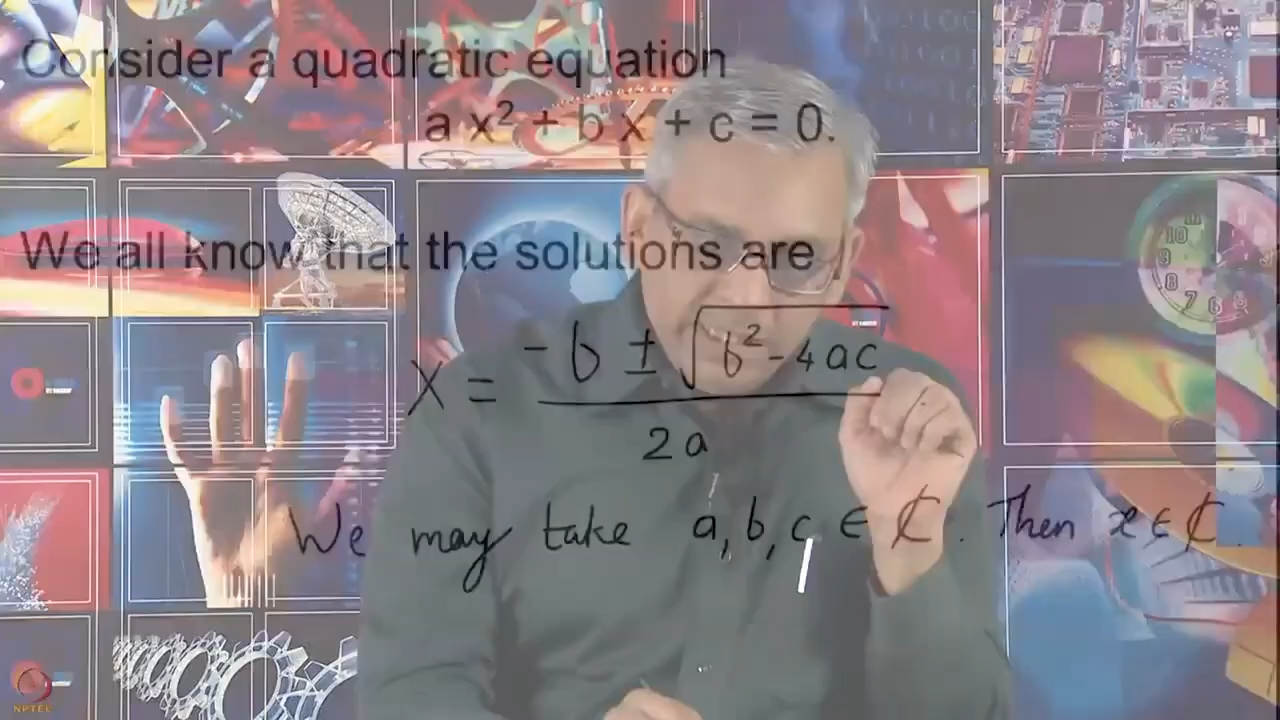 Consider a quadratic equation
a x² + b x + c = 0.
We all know that the solutions are
X = -b ± √b² - 4ac
2a
We may take a, b, c ∈ ℂ. Then x ∈ ℂ.
NPTEL